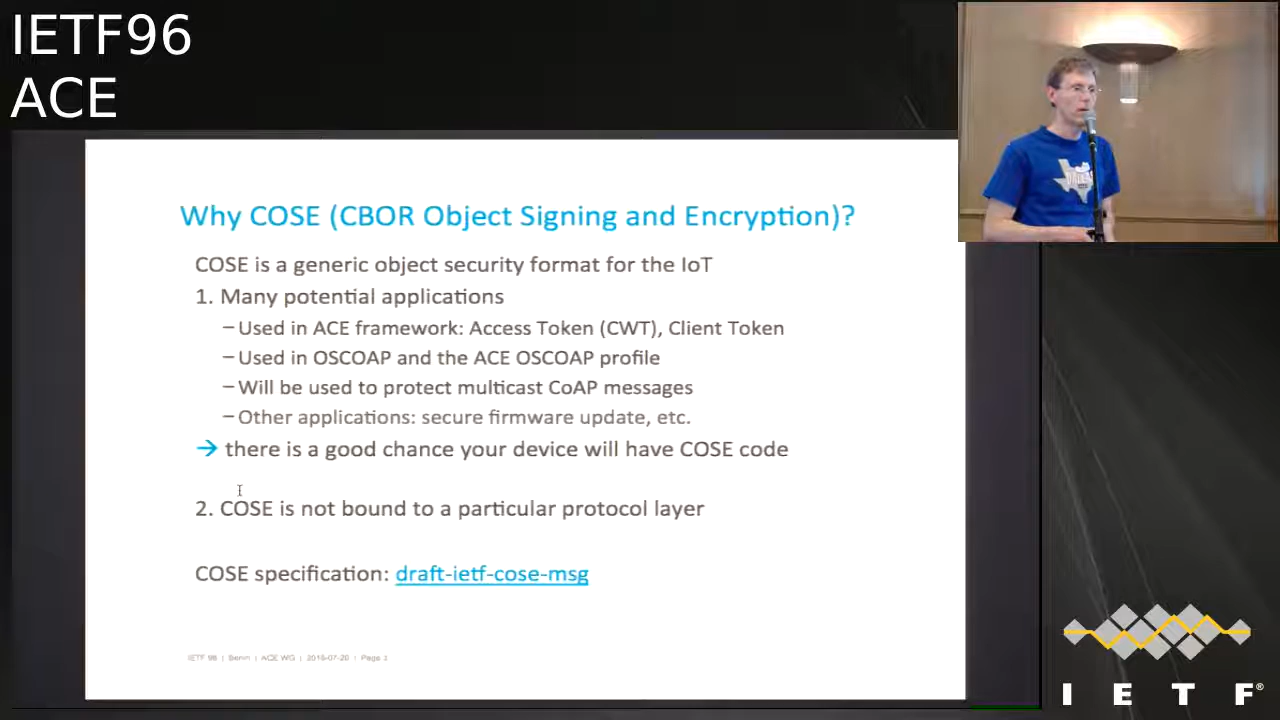 IETF96
ACE
Why COSE (CBOR Object Signing and Encryption)?
COSE is a generic object security format for the IoT
1. Many potential applications
– Used in ACE framework: Access Token (CWT), Client Token
– Used in OSCOAP and the ACE OSCOAP profile
– Will be used to protect multicast CoAP messages
– Other applications: secure firmware update, etc.
→ there is a good chance your device will have COSE code
2. COSE is not bound to a particular protocol layer
COSE specification: draft-ietf-cose-msg
IETF 96 | Berlin | ACE WG | 2016-07-20 | Page
I E T F®